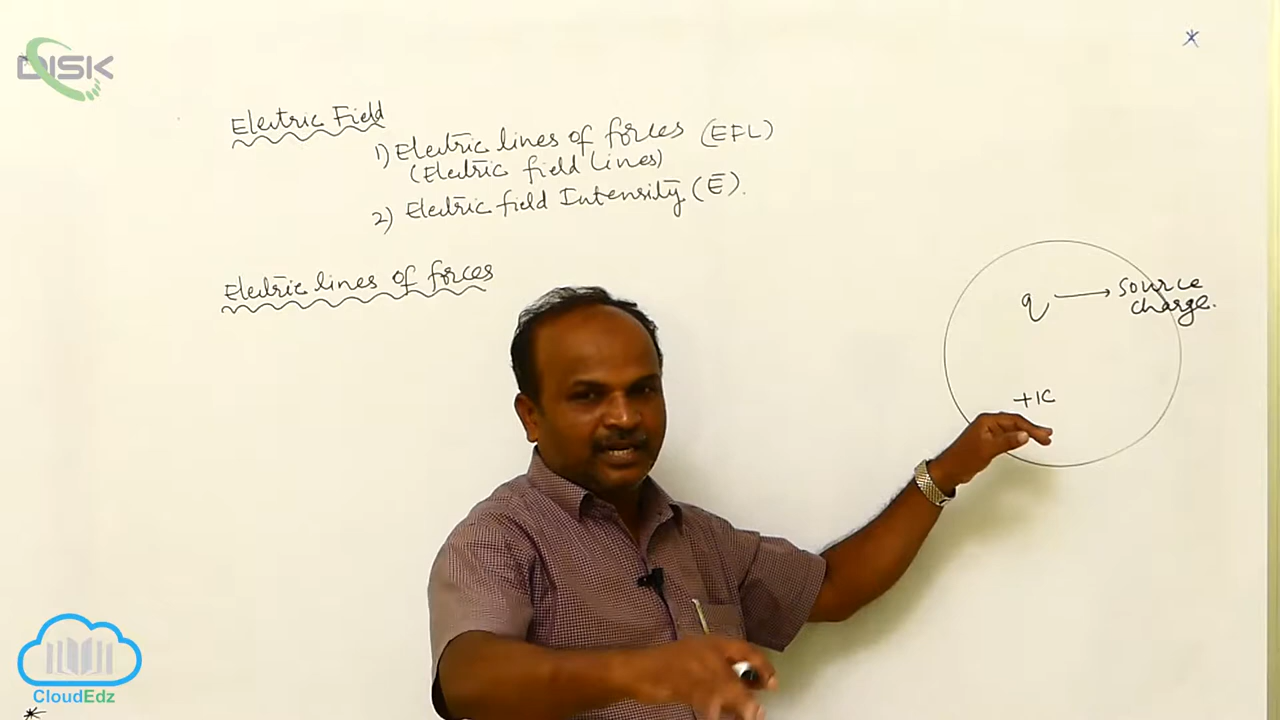 DISK
Electric Field
1) Electric lines of forces (EFL)
(Electric field Lines)
2) Electric field Intensity (E̅).
Electric lines of forces
q → source
charge.
+1C
CloudEdz